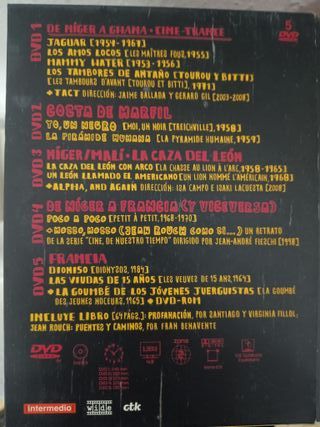 5 DVD
DVD 1 DE NÍGER A GHANA · CINE-TRANCE
JAGUAR (1954-1967)
LOS AMOS LOCOS (LES MAÎTRES FOUS, 1955)
MAMMY WATER (1953-1956)
LOS TAMBORES DE ANTAÑO (TOUROU Y BITTI)
(LES TAMBOURS D'AVANT (TOUROU ET BITTI), 1971)
+ TACT DIRECCIÓN: JAIME BALLADA Y GERARD GIL (2003-2008)
DVD 2 COSTA DE MARFIL
YO, UN NEGRO (MOI, UN NOIR (TREICHVILLE), 1958)
LA PIRÁMIDE HUMANA (LA PYRAMIDE HUMAINE, 1959)
DVD 3 NÍGER/MALÍ · LA CAZA DEL LEÓN
LA CAZA DEL LEÓN CON ARCO (LA CHASSE AU LION À L'ARC, 1958-1965)
UN LEÓN LLAMADO EL AMERICANO (UN LION NOMMÉ L'AMÉRICAIN, 1968)
+ ALPHA, AND AGAIN DIRECCIÓN: ISA CAMPO E ISAKI LACUESTA (2008)
DVD 4 DE NÍGER A FRANCIA (Y VICEVERSA)
POCO A POCO (PETIT À PETIT, 1968-1970)
+ MOSSO, MOSSO (JEAN ROUCH COMO SI...) UN RETRATO
DE LA SERIE "CINE, DE NUESTRO TIEMPO" DIRIGIDO POR JEAN-ANDRÉ FIESCHI (1998)
DVD 5 FRANCIA
DIONISO (DIONYSOS, 1984)
LAS VIUDAS DE 15 AÑOS (LES VEUVES DE 15 ANS, 1964)
+ LA GOUMBÉ DE LOS JÓVENES JUERGUISTAS (LA GOUMBÉ
DES JEUNES NOCEURS, 1965) + DVD-ROM
INCLUYE LIBRO (64 PÁGS.): PROFANACIÓN, POR SANTIAGO Y VIRGINIA FILLOL;
JEAN ROUCH: PUENTES Y CAMINOS, POR FRAN BENAVENTE
DVD
intermedio
wilde
ctk